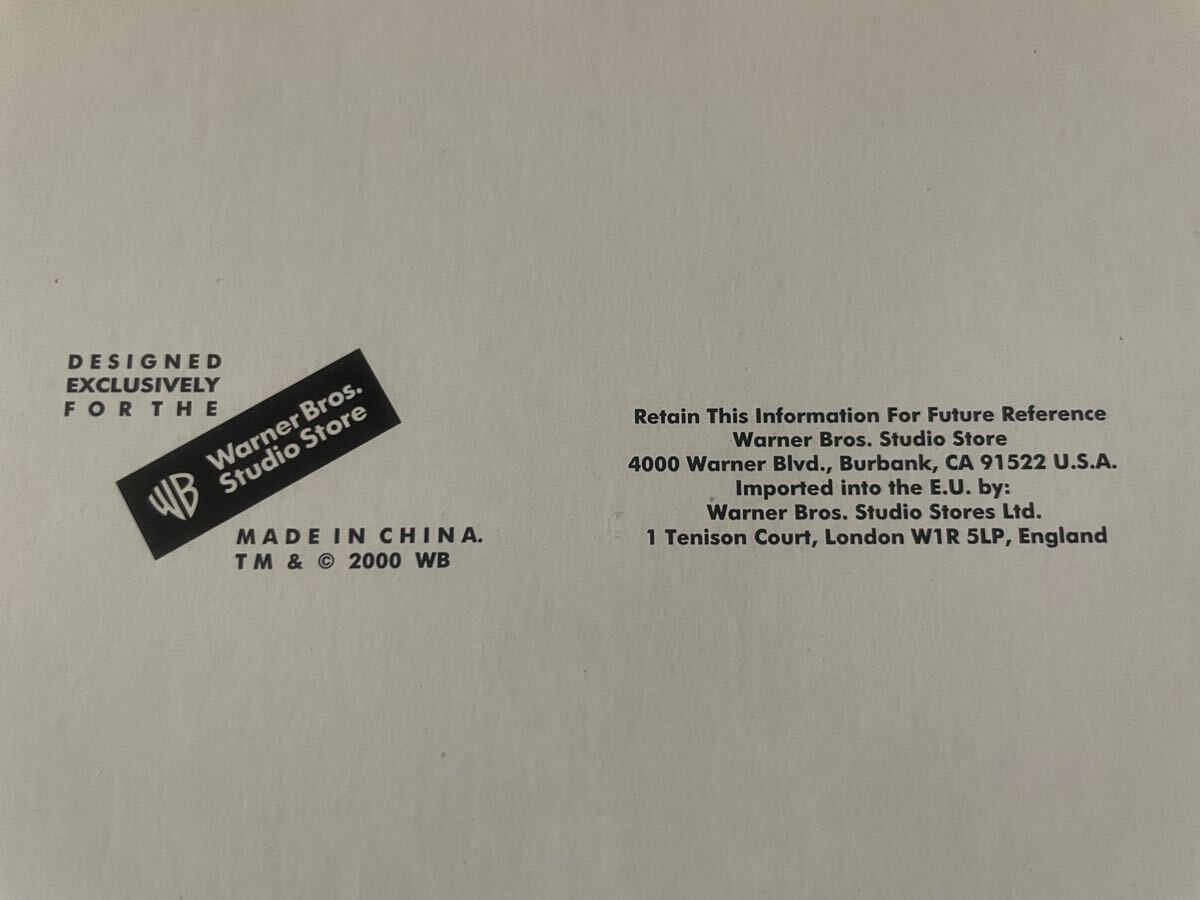 DESIGNED
EXCLUSIVELY
FOR THE
WB
Warner Bros.
Studio Store
MADE IN CHINA.
TM & © 2000 WB
Retain This Information For Future Reference
Warner Bros. Studio Store
4000 Warner Blvd., Burbank, CA 91522 U.S.A.
Imported into the E.U. by:
Warner Bros. Studio Stores Ltd.
1 Tenison Court, London W1R 5LP, England